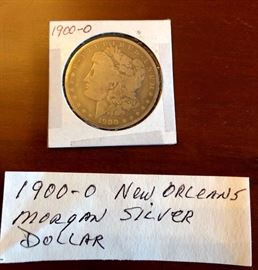 1900-O
1900
1900-O NEW ORLEANS
MORGAN SILVER
DOLLAR